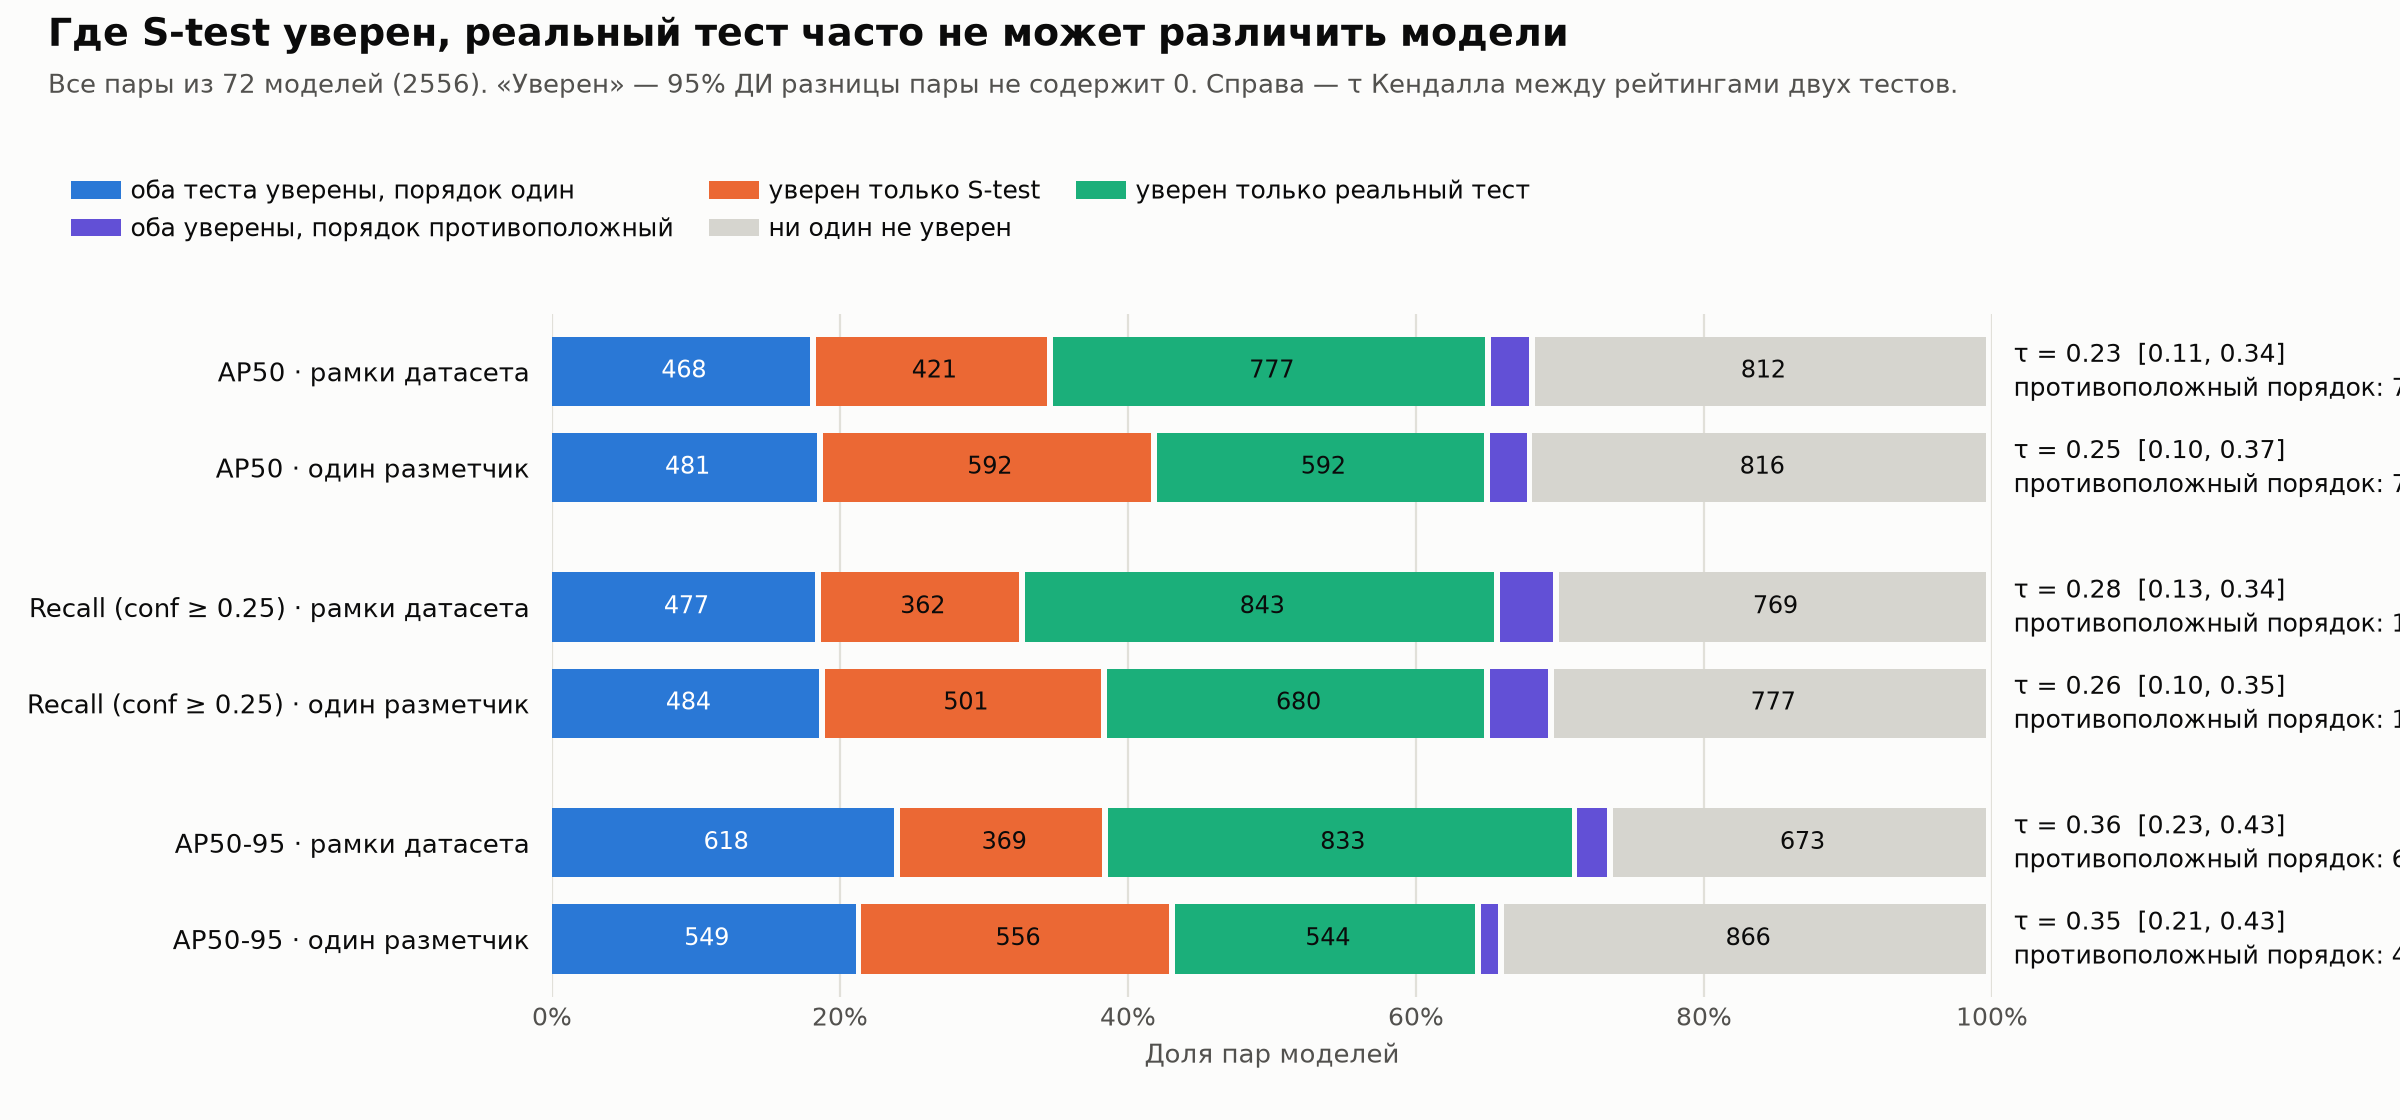 Где S-test уверен, реальный тест часто не может различить модели
Все пары из 72 моделей (2556). «Уверен» — 95% ДИ разницы пары не содержит 0. Справа — τ Кендалла между рейтингами двух тестов.
оба теста уверены, порядок один
уверен только S-test
уверен только реальный тест
оба уверены, порядок противоположный
ни один не уверен
AP50 · рамки датасета
468
421
777
812
τ = 0.23 [0.11, 0.34]
противоположный порядок:
AP50 · один разметчик
481
592
592
816
τ = 0.25 [0.10, 0.37]
противоположный порядок:
Recall (conf ≥ 0.25) · рамки датасета
477
362
843
769
τ = 0.28 [0.13, 0.34]
противоположный порядок:
Recall (conf ≥ 0.25) · один разметчик
484
501
680
777
τ = 0.26 [0.10, 0.35]
противоположный порядок:
AP50-95 · рамки датасета
618
369
833
673
τ = 0.36 [0.23, 0.43]
противоположный порядок:
AP50-95 · один разметчик
549
556
544
866
τ = 0.35 [0.21, 0.43]
противоположный порядок:
0%
20%
40%
60%
80%
100%
Доля пар моделей